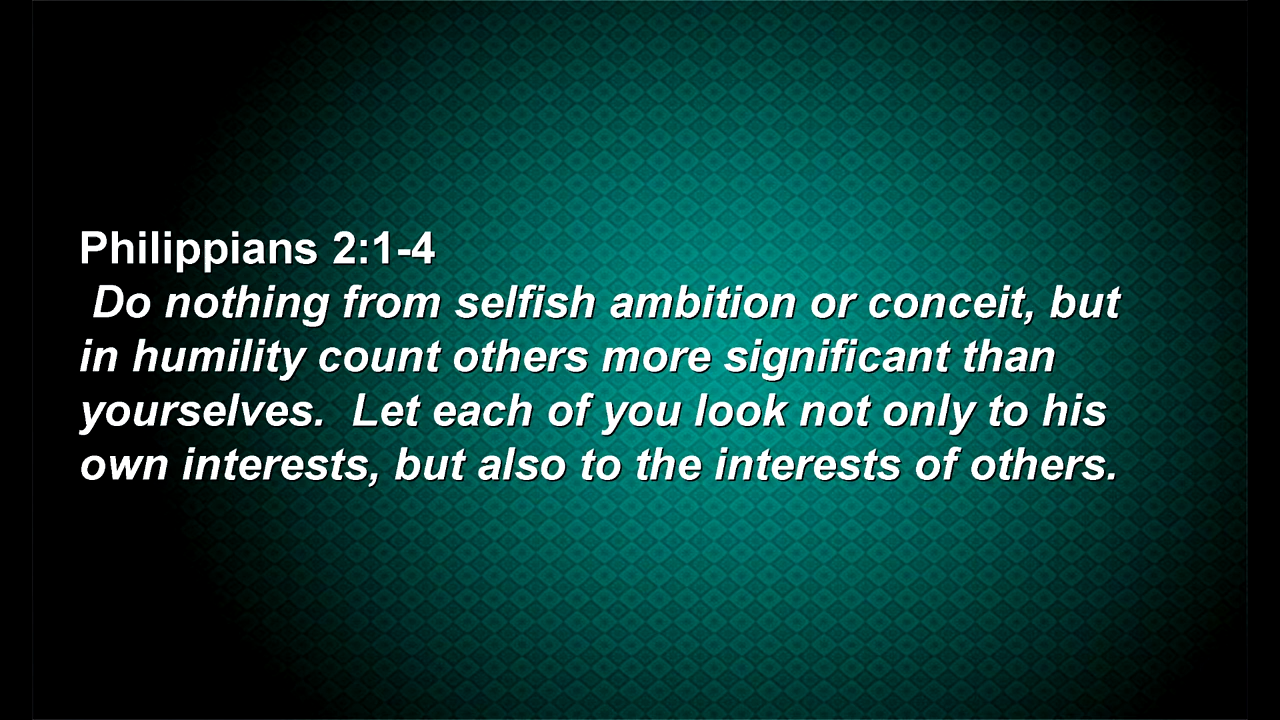 Philippians 2:1-4
Do nothing from selfish ambition or conceit, but
in humility count others more significant than
yourselves.  Let each of you look not only to his
own interests, but also to the interests of others.